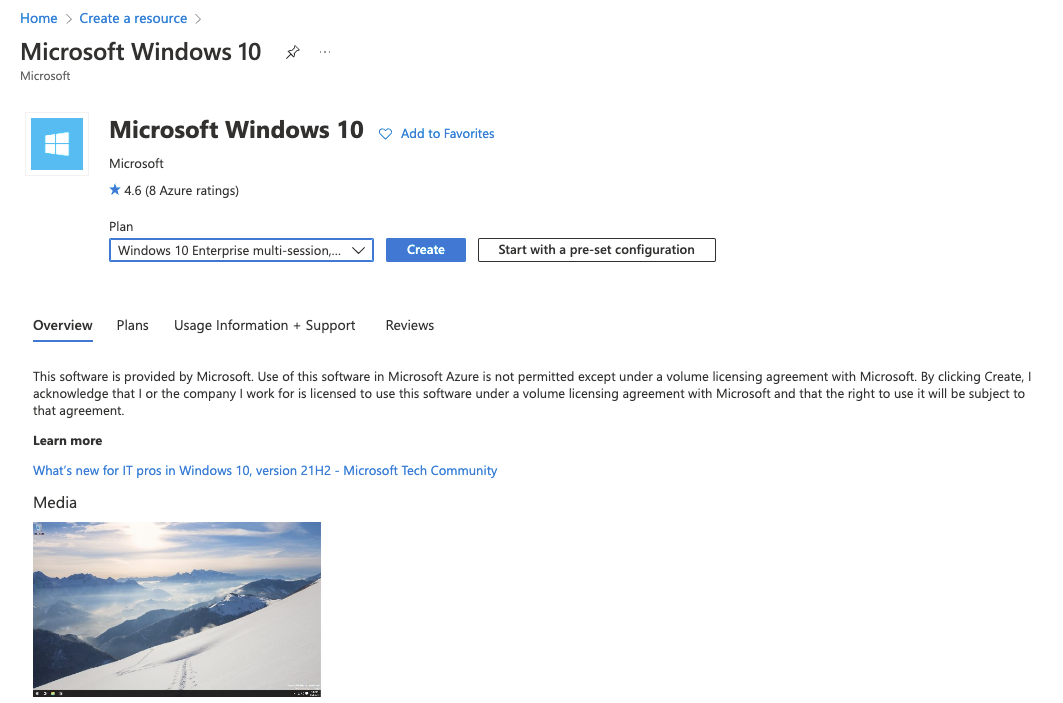 Home > Create a resource >
Microsoft Windows 10
Microsoft
Microsoft Windows 10 Add to Favorites
Microsoft
4.6 (8 Azure ratings)
Plan
Windows 10 Enterprise multi-session,... Create Start with a pre-set configuration
Overview Plans Usage Information + Support Reviews
This software is provided by Microsoft. Use of this software in Microsoft Azure is not permitted except under a volume licensing agreement with Microsoft. By clicking Create, I
acknowledge that I or the company I work for is licensed to use this software under a volume licensing agreement with Microsoft and that the right to use it will be subject to
that agreement.
Learn more
What's new for IT pros in Windows 10, version 21H2 - Microsoft Tech Community
Media